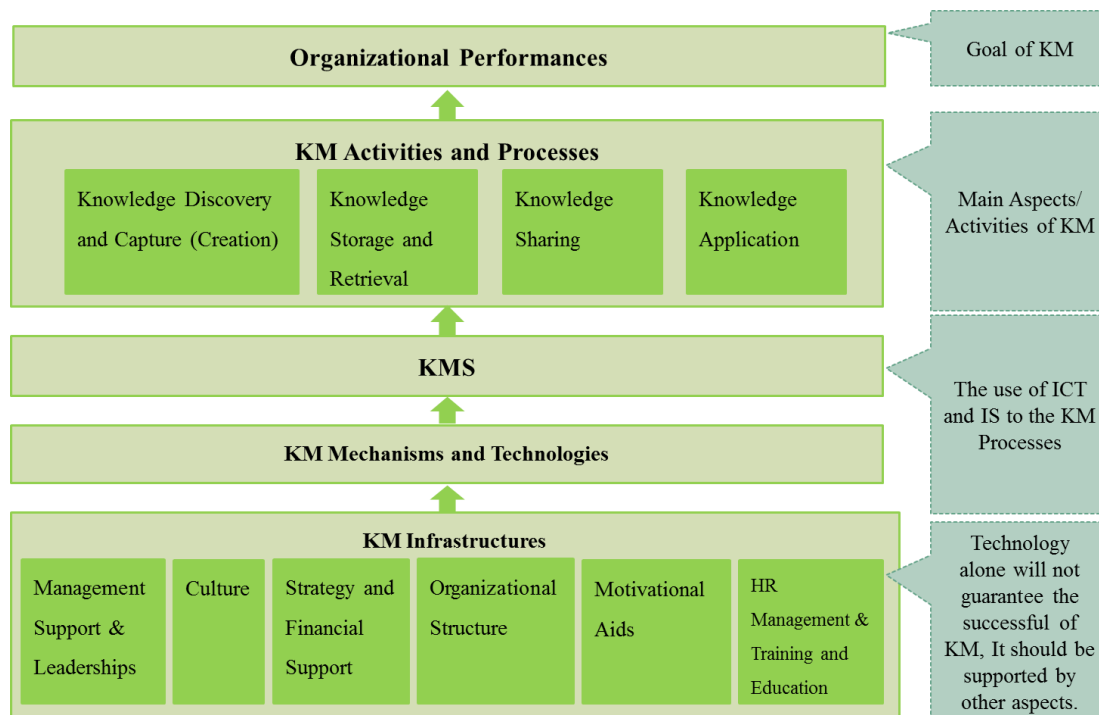 Organizational Performances
Goal of KM
KM Activities and Processes
Knowledge Discovery
and Capture (Creation)
Knowledge
Storage and
Retrieval
Knowledge
Sharing
Knowledge
Application
Main Aspects/
Activities of KM
KMS
The use of ICT
and IS to the KM
Processes
KM Mechanisms and Technologies
KM Infrastructures
Management
Support &
Leaderships
Culture
Strategy and
Financial
Support
Organizational
Structure
Motivational
Aids
HR
Management &
Training and
Education
Technology
alone will not
guarantee the
successful of
KM, It should be
supported by
other aspects.